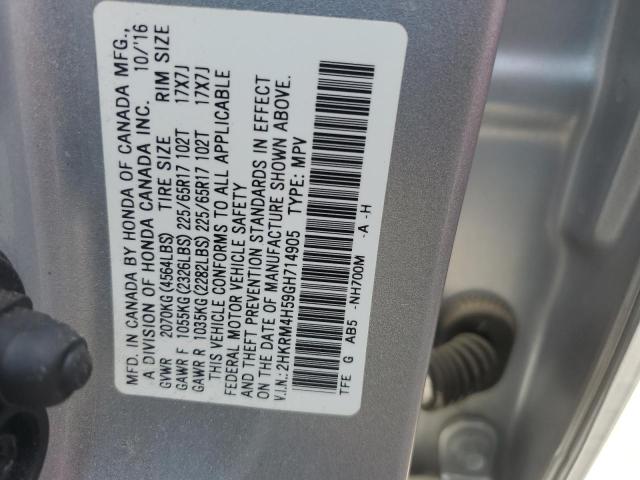 MFD. IN CANADA BY HONDA OF CANADA MFG.,
A DIVISION OF HONDA CANADA INC. 10/'16
GVWR 2070KG(4564LBS) TIRE SIZE RIM SIZE
GAWR F 1055KG(2326LBS) 225/65R17 102T 17X7J
GAWR R 1035KG(2282LBS) 225/65R17 102T 17X7J
THIS VEHICLE CONFORMS TO ALL APPLICABLE
FEDERAL MOTOR VEHICLE SAFETY
AND THEFT PREVENTION STANDARDS IN EFFECT
ON THE DATE OF MANUFACTURE SHOWN ABOVE.
V.I.N.: 2HKRM4H59GH714905 TYPE: MPV
TFE G AB5 -NH700M -A -H